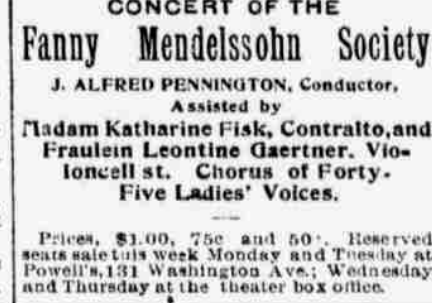 CONCERT OF THE
Fanny Mendelssohn Society
J. ALFRED PENNINGTON, Conductor,
Assisted by
Madam Katharine Fisk, Contralto, and
Fraulein Leontine Gaertner. Vio-
loncell st. Chorus of Forty-
Five Ladies' Voices.
Prices, $1.00, 75c and 50c. Reserved
seats sale this week Monday and Tuesday at
Powell's, 131 Washington Ave.; Wednesday
and Thursday at the theater box office.